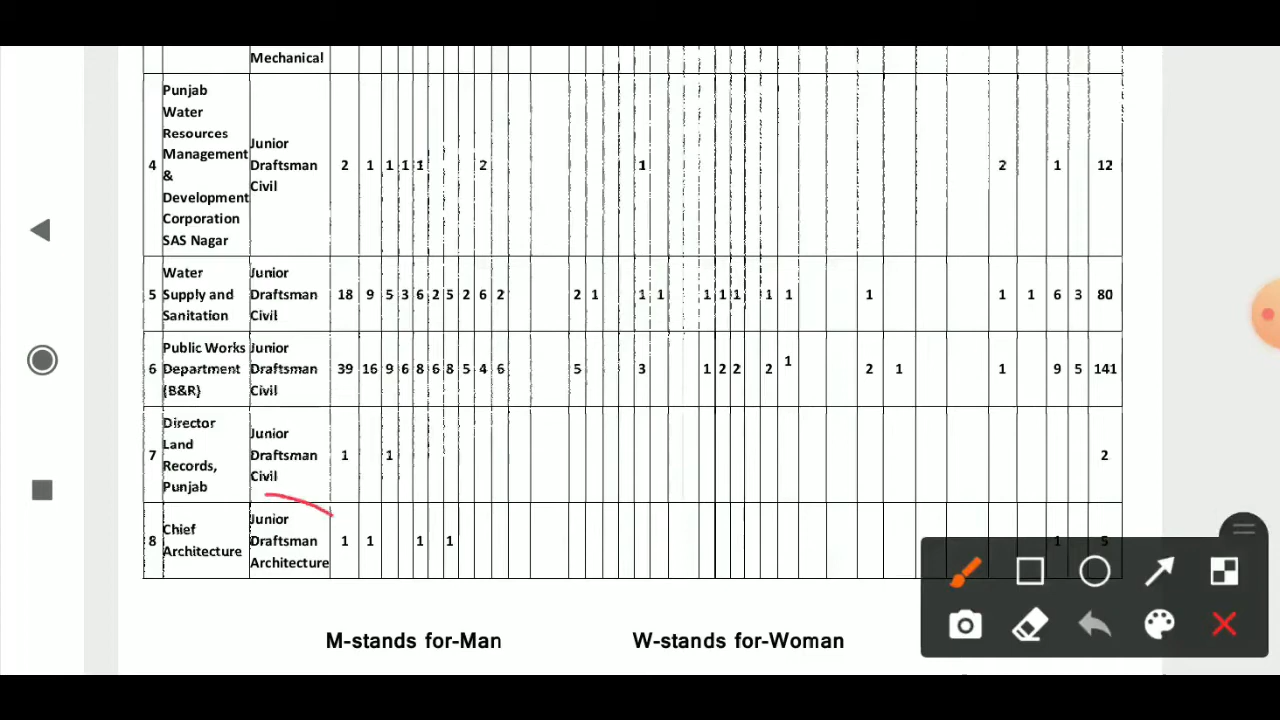 Mechanical
4 Punjab Water Resources Management & Development Corporation SAS Nagar Junior Draftsman Civil 2 1 1 1 1 2 1 2 1 12
5 Water Supply and Sanitation Junior Draftsman Civil 18 9 5 3 6 2 5 2 6 2 2 1 1 1 1 1 1 1 1 1 1 1 6 3 80
6 Public Works Department (B&R) Junior Draftsman Civil 39 16 9 6 8 6 8 5 4 6 5 3 1 2 2 2 1 2 1 1 9 5 141
7 Director Land Records, Punjab Junior Draftsman Civil 1 1 2
8 Chief Architecture Junior Draftsman Architecture 1 1 1 1 1 5
M-stands for-Man W-stands for-Woman